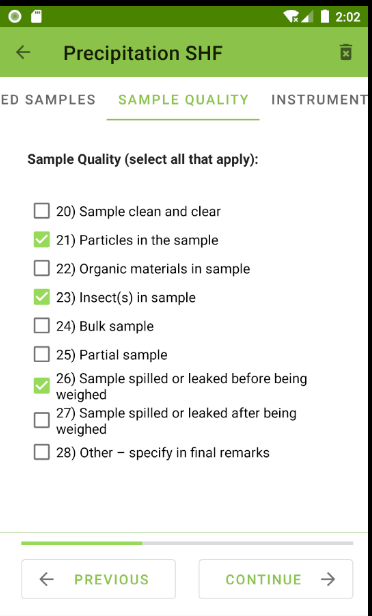 2:02
Precipitation SHF
ED SAMPLES SAMPLE QUALITY INSTRUMENT
Sample Quality (select all that apply):
20) Sample clean and clear
21) Particles in the sample
22) Organic materials in sample
23) Insect(s) in sample
24) Bulk sample
25) Partial sample
26) Sample spilled or leaked before being
weighed
27) Sample spilled or leaked after being
weighed
28) Other – specify in final remarks
PREVIOUS CONTINUE